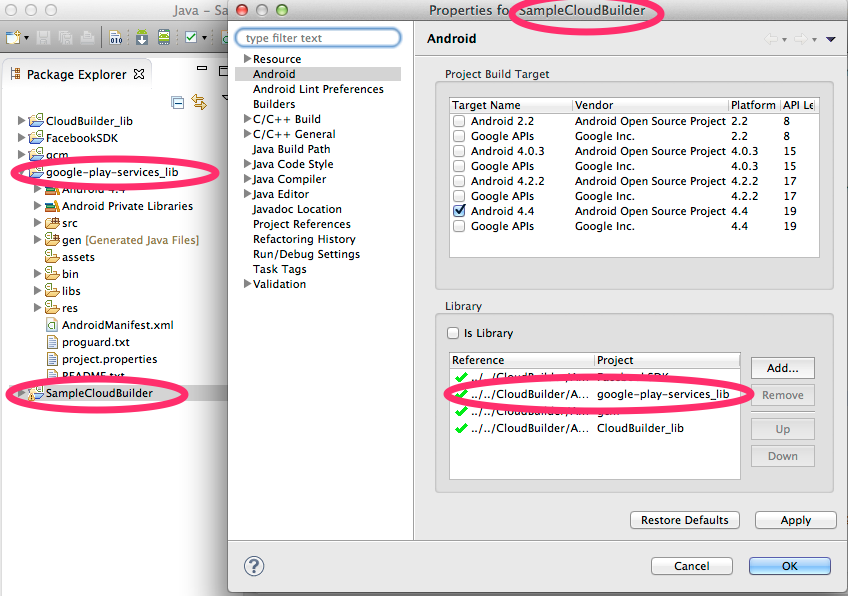 Java – Sa
Properties for SampleCloudBuilder
Package Explorer
CloudBuilder_lib
FacebookSDK
gcm
google-play-services_lib
Android 4.4
Android Private Libraries
src
gen [Generated Java Files]
assets
bin
libs
res
AndroidManifest.xml
proguard.txt
project.properties
README.txt
SampleCloudBuilder
type filter text
Resource
Android
Android Lint Preferences
Builders
C/C++ Build
C/C++ General
Java Build Path
Java Code Style
Java Compiler
Java Editor
Javadoc Location
Project References
Refactoring History
Run/Debug Settings
Task Tags
Validation
Android
Project Build Target
Target Name Vendor Platform API Le
Android 2.2 Android Open Source Project 2.2 8
Google APIs Google Inc. 2.2 8
Android 4.0.3 Android Open Source Project 4.0.3 15
Google APIs Google Inc. 4.0.3 15
Android 4.2.2 Android Open Source Project 4.2.2 17
Google APIs Google Inc. 4.2.2 17
Android 4.4 Android Open Source Project 4.4 19
Google APIs Google Inc. 4.4 19
Library
Is Library
Reference Project
../../CloudBuilder/A... FacebookSDK
../../CloudBuilder/A... google-play-services_lib
../../CloudBuilder/A... gcm
../../CloudBuilder/A... CloudBuilder_lib
Add...
Remove
Up
Down
Restore Defaults Apply
? Cancel OK